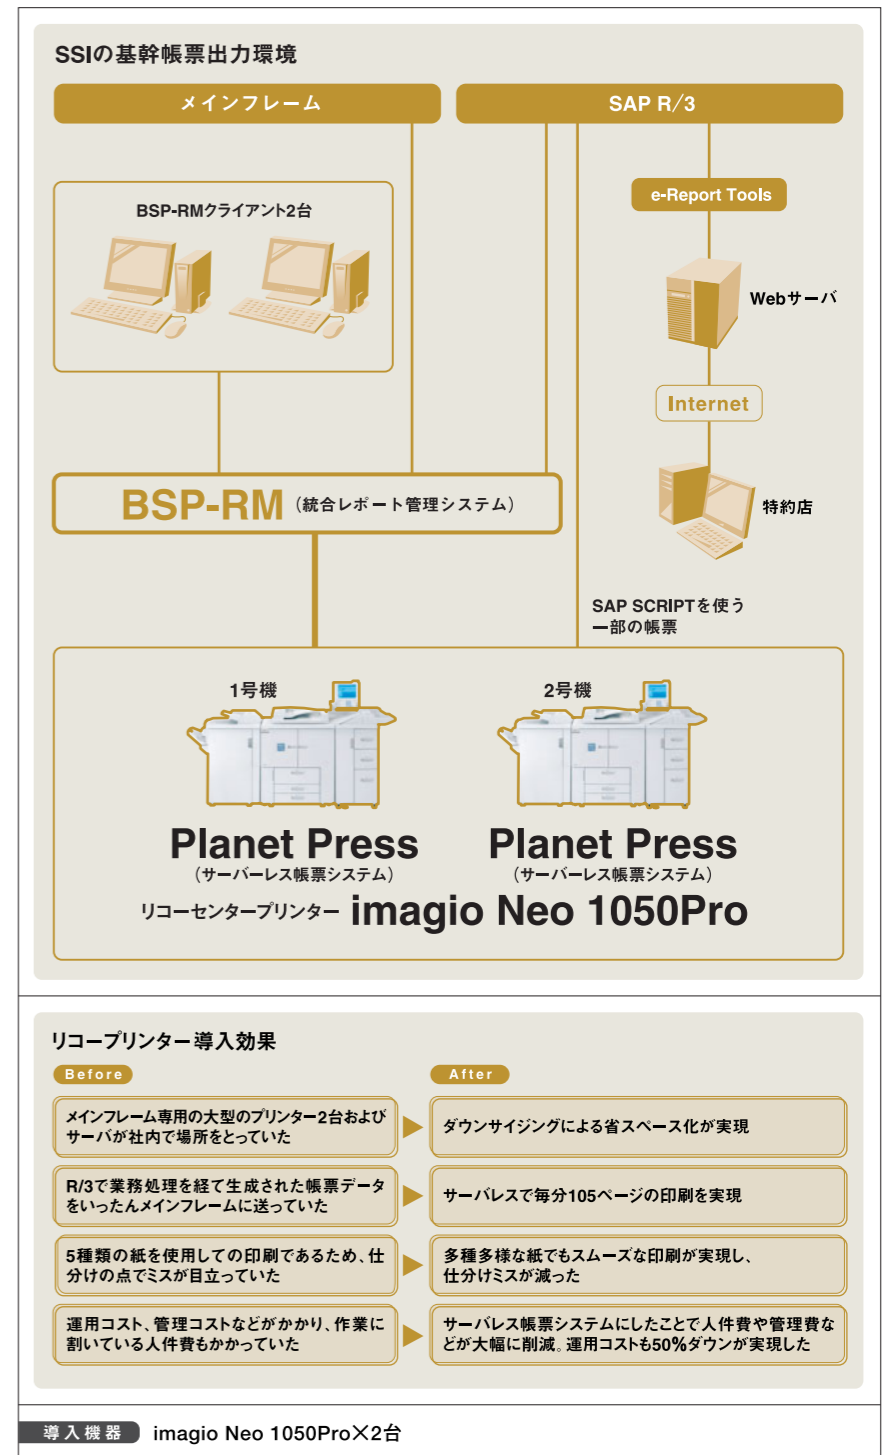 SSIの基幹帳票出力環境
メインフレーム
SAP R/3
BSP-RMクライアント2台
e-Report Tools
Webサーバ
Internet
特約店
BSP-RM（統合レポート管理システム）
SAP SCRIPTを使う
一部の帳票
1号機
2号機
Planet Press
（サーバーレス帳票システム）
Planet Press
（サーバーレス帳票システム）
リコーセンタープリンター imagio Neo 1050Pro
リコープリンター導入効果
Before
After
メインフレーム専用の大型のプリンター2台および
サーバが社内で場所をとっていた
ダウンサイジングによる省スペース化が実現
R/3で業務処理を経て生成された帳票データ
をいったんメインフレームに送っていた
サーバレスで毎分105ページの印刷を実現
5種類の紙を使用しての印刷であるため、仕
分けの点でミスが目立っていた
多種多様な紙でもスムーズな印刷が実現し、
仕分けミスが減った
運用コスト、管理コストなどがかかり、作業に
割いている人件費もかかっていた
サーバレス帳票システムにしたことで人件費や管理費な
どが大幅に削減。運用コストも50%ダウンが実現した
導入機器 imagio Neo 1050Pro×2台